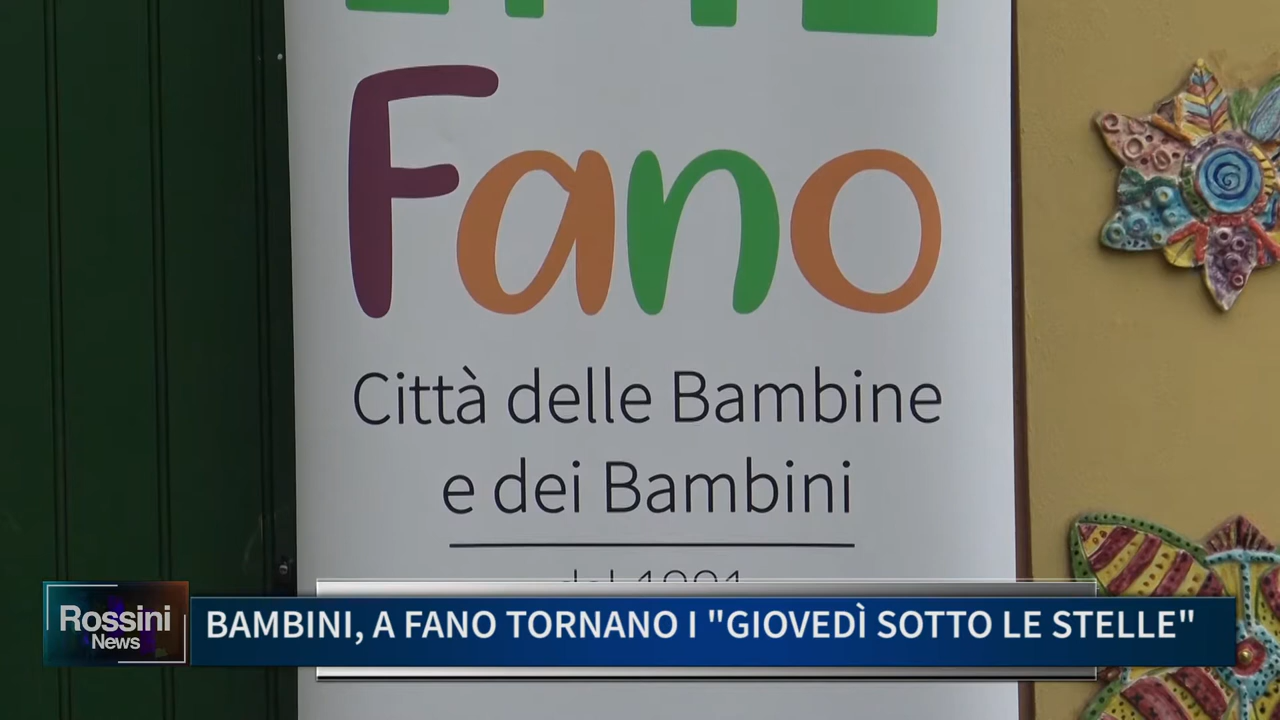 Fano
Città delle Bambine
e dei Bambini
Rossini
News
BAMBINI, A FANO TORNANO I "GIOVEDÌ SOTTO LE STELLE"